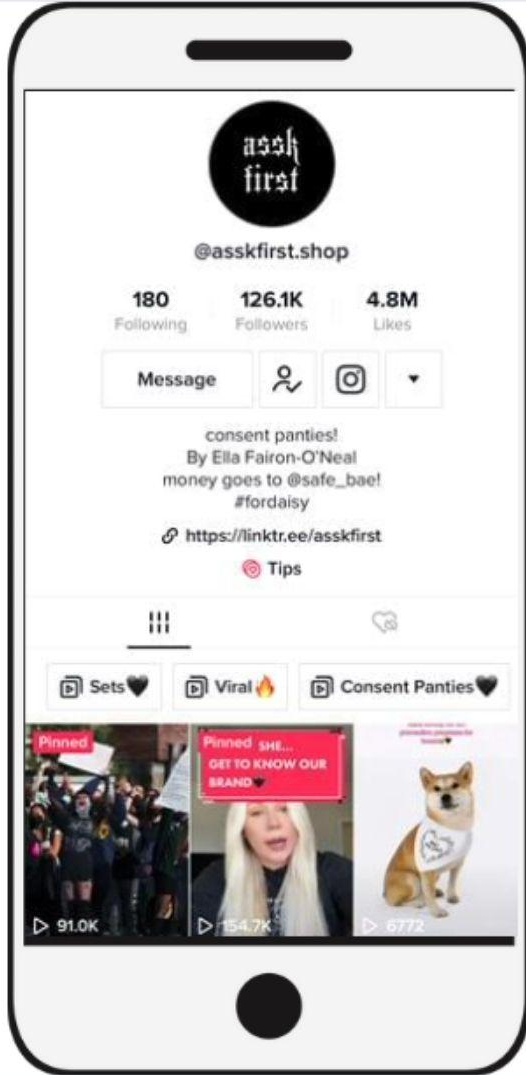 assk
first
@asskfirst.shop
180 126.1K 4.8M
Following Followers Likes
Message
consent panties!
By Ella Fairon-O'Neal
money goes to @safe_bae!
#fordaisy
https://linktr.ee/asskfirst
Tips
Sets🖤 Viral🔥 Consent Panties🖤
Pinned
Pinned SHE...
GET TO KNOW OUR
BRAND🖤
91.0K 154.7K 6772